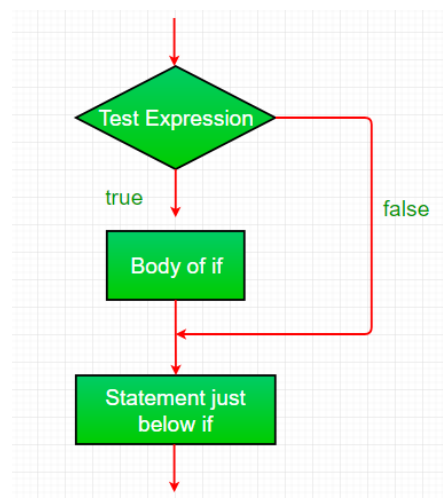 Test Expression
true
false
Body of if
Statement just
below if